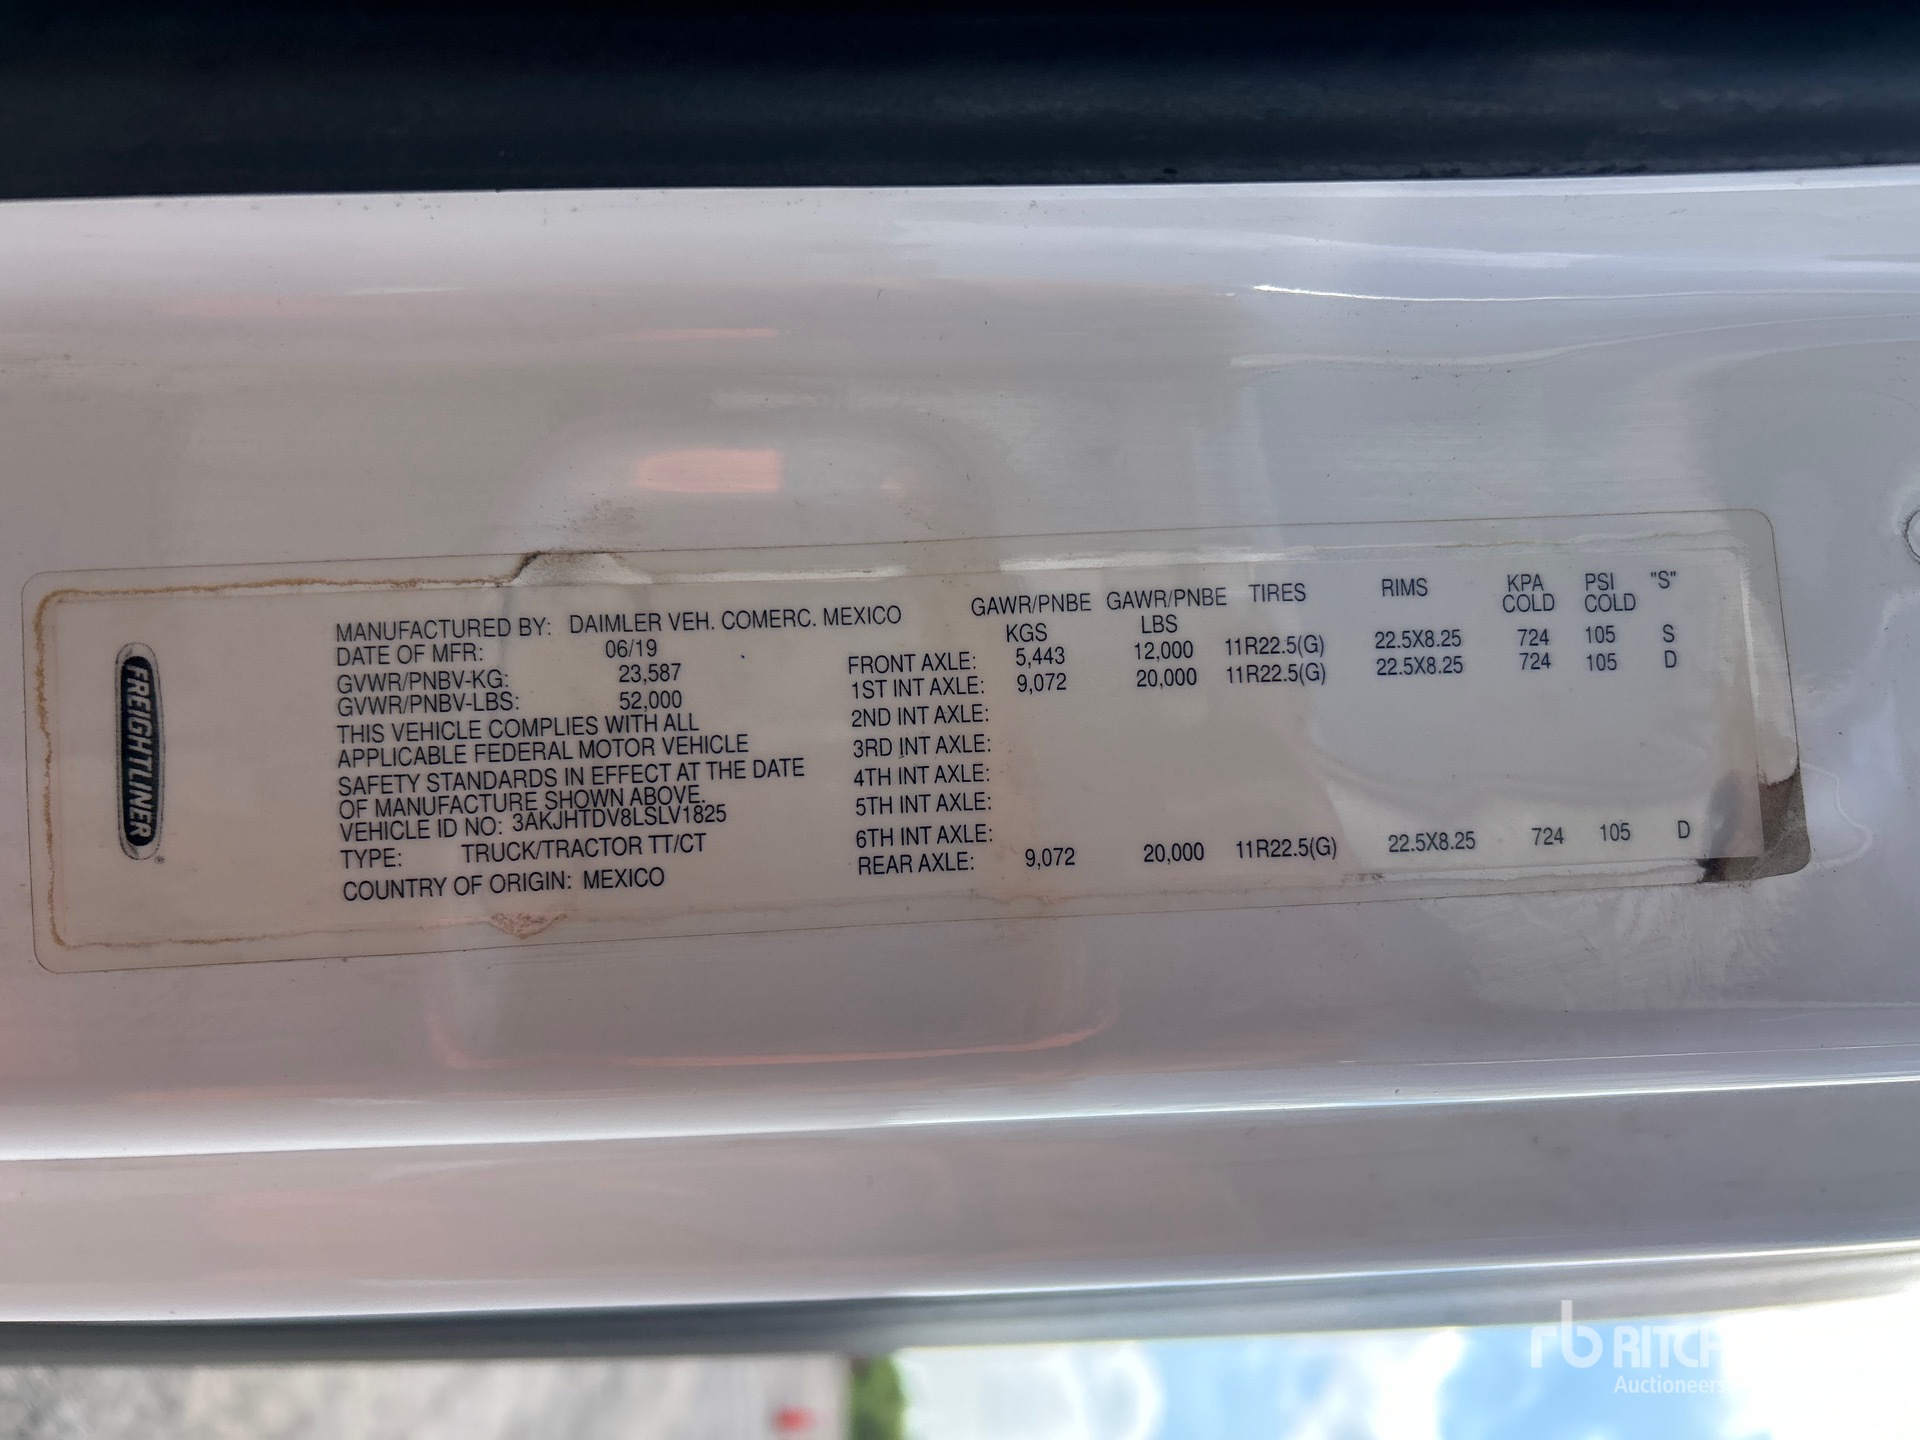 FREIGHTLINER
MANUFACTURED BY: DAIMLER VEH. COMERC. MEXICO
DATE OF MFR: 06/19
GVWR/PNBV-KG: 23,587
GVWR/PNBV-LBS: 52,000
THIS VEHICLE COMPLIES WITH ALL
APPLICABLE FEDERAL MOTOR VEHICLE
SAFETY STANDARDS IN EFFECT AT THE DATE
OF MANUFACTURE SHOWN ABOVE.
VEHICLE ID NO: 3AKJHTDV8LSLV1825
TYPE: TRUCK/TRACTOR TT/CT
COUNTRY OF ORIGIN: MEXICO
GAWR/PNBE GAWR/PNBE TIRES RIMS KPA PSI "S"
KGS LBS COLD COLD
FRONT AXLE: 5,443 12,000 11R22.5(G) 22.5X8.25 724 105 S
1ST INT AXLE: 9,072 20,000 11R22.5(G) 22.5X8.25 724 105 D
2ND INT AXLE:
3RD INT AXLE:
4TH INT AXLE:
5TH INT AXLE:
6TH INT AXLE:
REAR AXLE: 9,072 20,000 11R22.5(G) 22.5X8.25 724 105 D
rb
Auctioneers